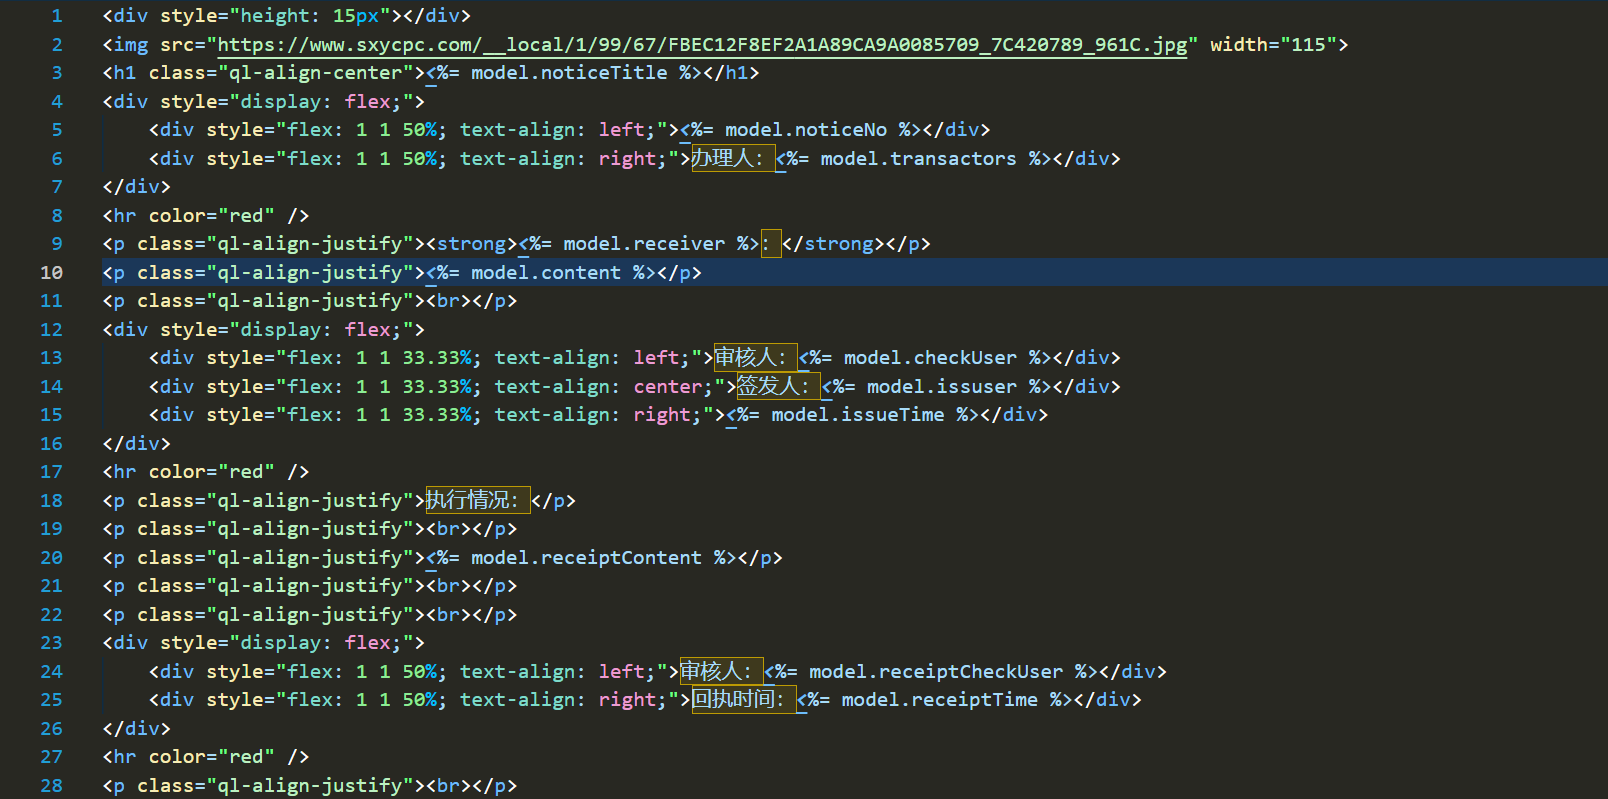 1 <div style="height: 15px"></div>
2 <img src="https://www.sxycpc.com/__local/1/99/67/FBEC12F8EF2A1A89CA9A0085709_7C420789_961C.jpg" width="115">
3 <h1 class="ql-align-center"><%= model.noticeTitle %></h1>
4 <div style="display: flex;">
5     <div style="flex: 1 1 50%; text-align: left;"><%= model.noticeNo %></div>
6     <div style="flex: 1 1 50%; text-align: right;">办理人：<%= model.transactors %></div>
7 </div>
8 <hr color="red" />
9 <p class="ql-align-justify"><strong><%= model.receiver %>：</strong></p>
10 <p class="ql-align-justify"><%= model.content %></p>
11 <p class="ql-align-justify"><br></p>
12 <div style="display: flex;">
13     <div style="flex: 1 1 33.33%; text-align: left;">审核人：<%= model.checkUser %></div>
14     <div style="flex: 1 1 33.33%; text-align: center;">签发人：<%= model.issuser %></div>
15     <div style="flex: 1 1 33.33%; text-align: right;"><%= model.issueTime %></div>
16 </div>
17 <hr color="red" />
18 <p class="ql-align-justify">执行情况：</p>
19 <p class="ql-align-justify"><br></p>
20 <p class="ql-align-justify"><%= model.receiptContent %></p>
21 <p class="ql-align-justify"><br></p>
22 <p class="ql-align-justify"><br></p>
23 <div style="display: flex;">
24     <div style="flex: 1 1 50%; text-align: left;">审核人：<%= model.receiptCheckUser %></div>
25     <div style="flex: 1 1 50%; text-align: right;">回执时间：<%= model.receiptTime %></div>
26 </div>
27 <hr color="red" />
28 <p class="ql-align-justify"><br></p>